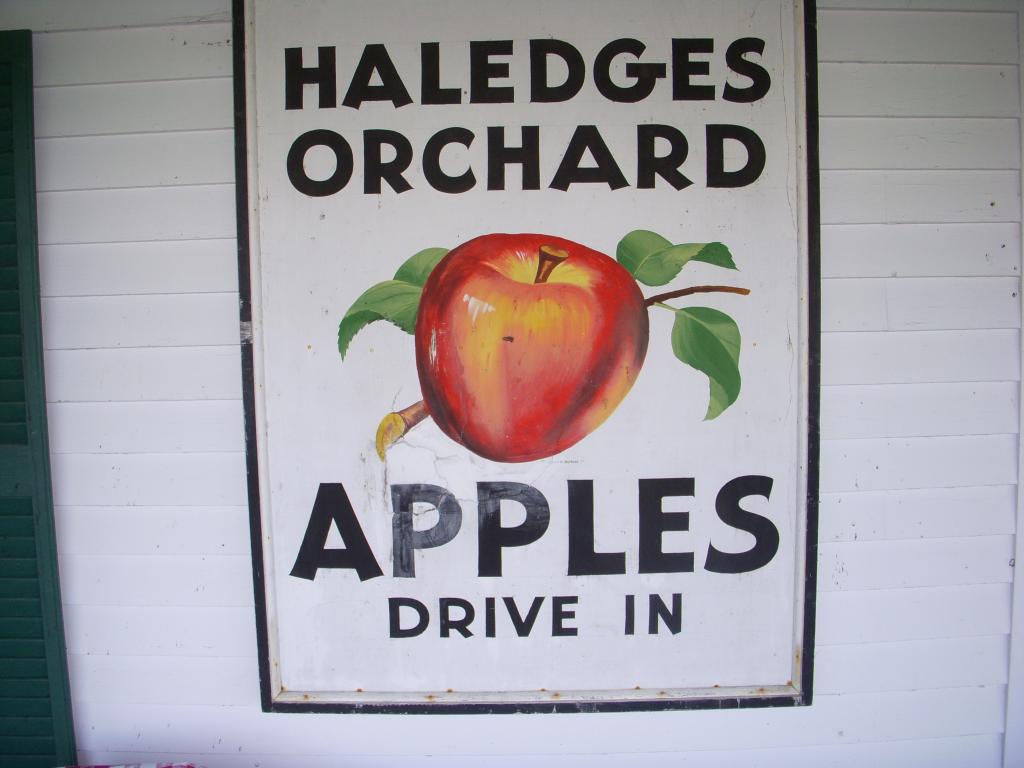 HALEDGES
ORCHARD
APPLES
DRIVE IN